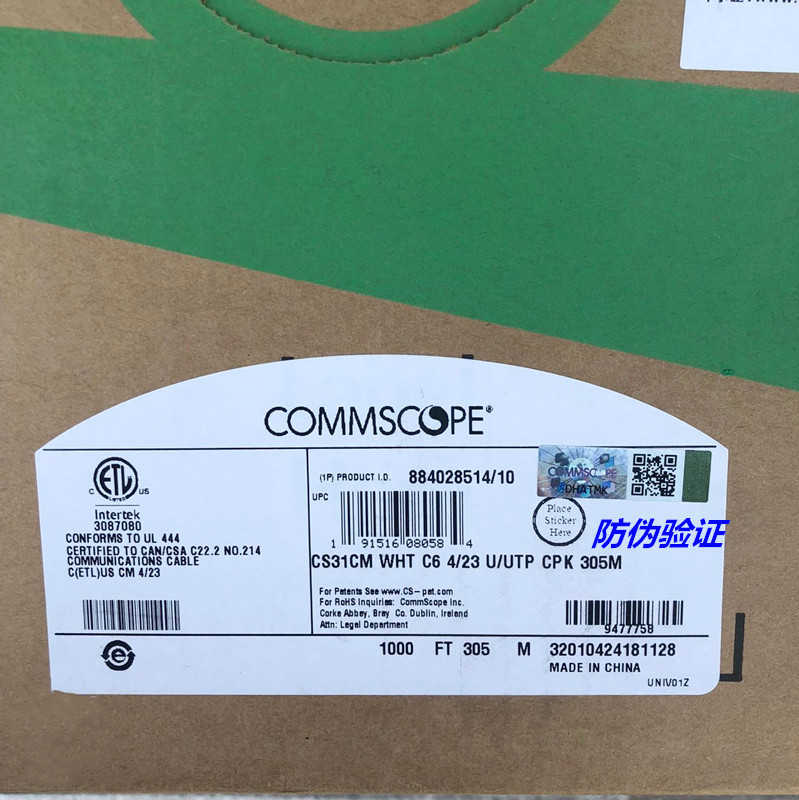 COMMSCOPE®
ETL
C US
Intertek
3087080
CONFORMS TO UL 444
CERTIFIED TO CAN/CSA C22.2 NO.214
COMMUNICATIONS CABLE
C(ETL)US CM 4/23
(1P) PRODUCT I.D. 884028514/10
UPC
1 91516 08058 4
COMMSCOPE
DHATMK
Place
Sticker
Here
防伪验证
CS31CM WHT C6 4/23 U/UTP CPK 305M
For Patents See www.CS-pat.com
For RoHS Inquiries: CommScope Inc.
Corke Abbey, Bray Co. Dublin, Ireland
Attn: Legal Department
9477758
e
1000 FT 305 M 32010424181128
MADE IN CHINA
UNIV01Z